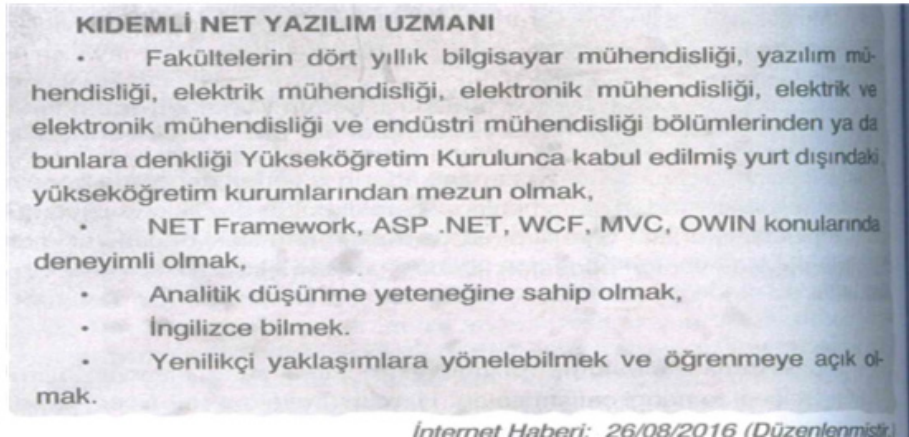 KIDEMLİ NET YAZILIM UZMANI
• Fakültelerin dört yıllık bilgisayar mühendisliği, yazılım mü-
hendisliği, elektrik mühendisliği, elektronik mühendisliği, elektrik ve
elektronik mühendisliği ve endüstri mühendisliği bölümlerinden ya da
bunlara denkliği Yükseköğretim Kurulunca kabul edilmiş yurt dışındaki
yükseköğretim kurumlarından mezun olmak,
• NET Framework, ASP .NET, WCF, MVC, OWIN konularında
deneyimli olmak,
• Analitik düşünme yeteneğine sahip olmak,
• İngilizce bilmek.
• Yenilikçi yaklaşımlara yönelebilmek ve öğrenmeye açık ol-
mak.
İnternet Haberi: 26/08/2016 (Düzenlenmiştir.)